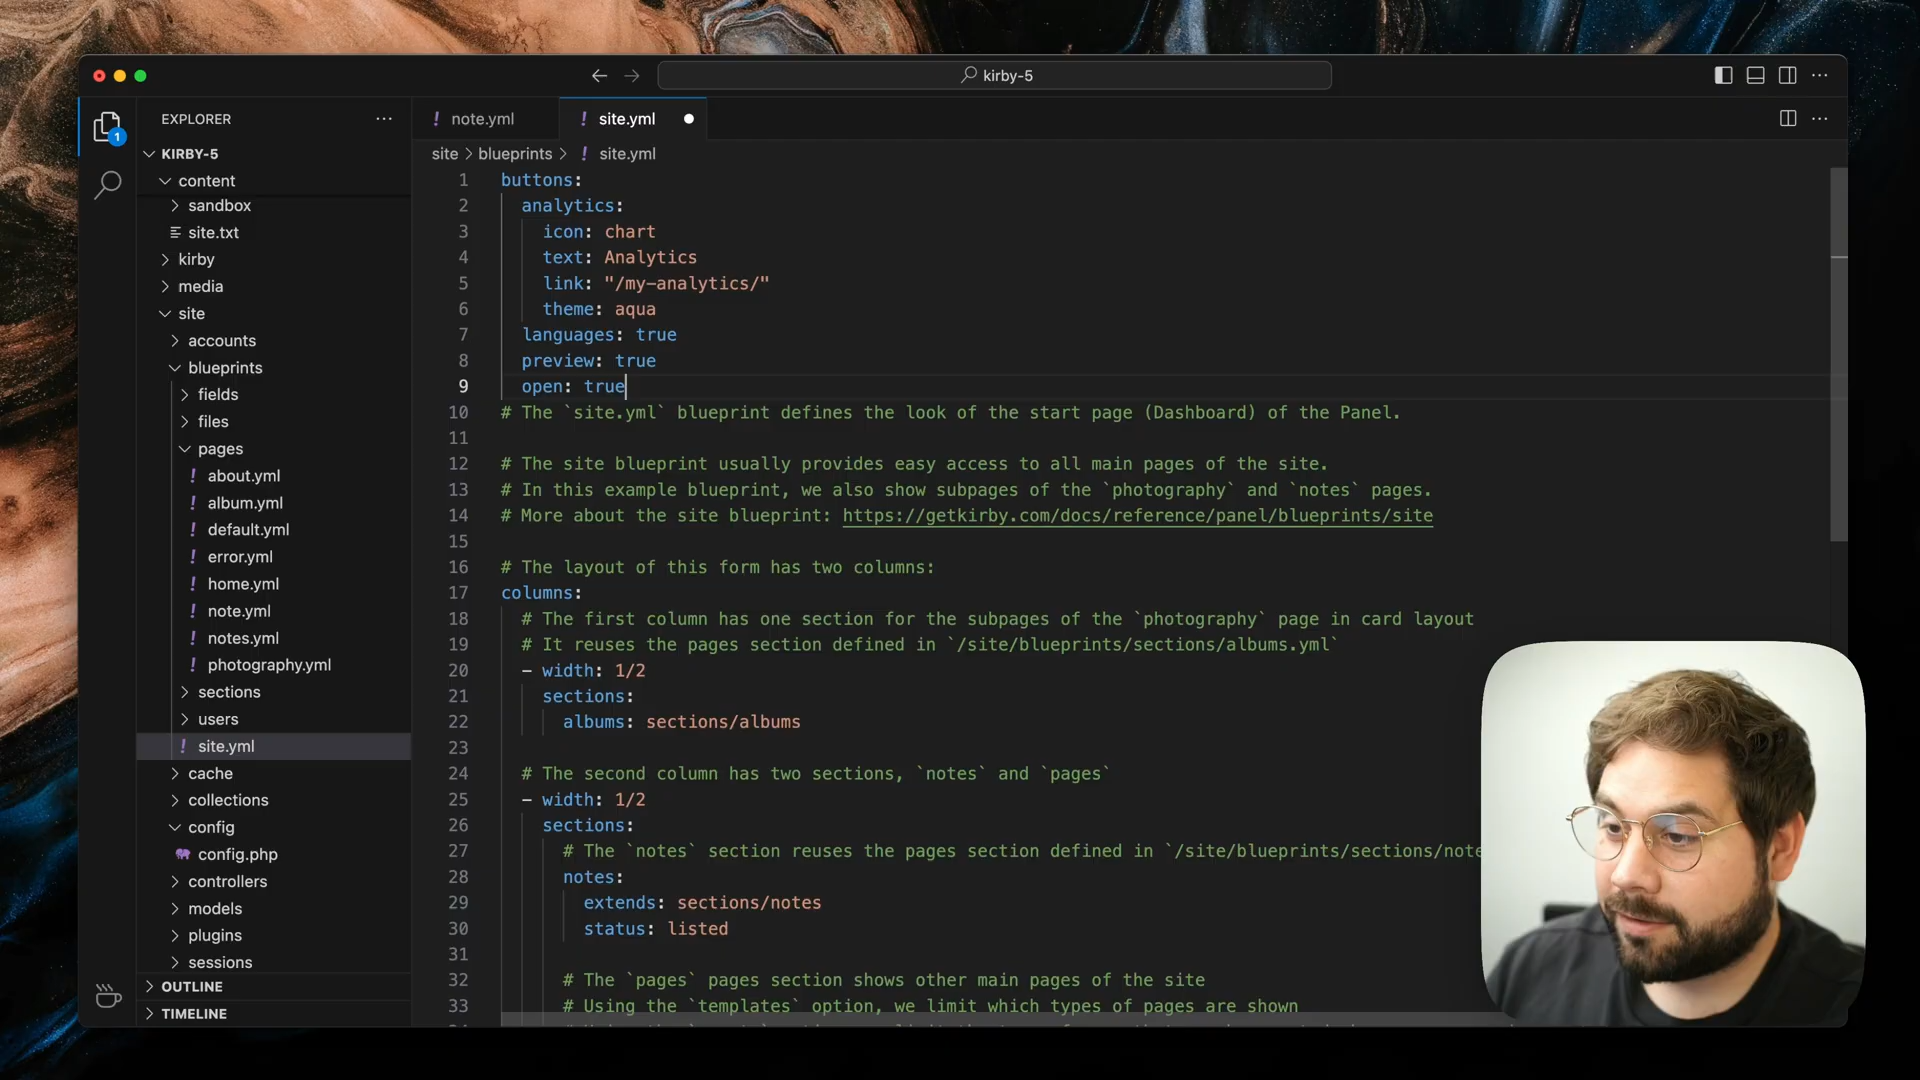 kirby-5
EXPLORER
KIRBY-5
content
sandbox
site.txt
kirby
media
site
accounts
blueprints
fields
files
pages
about.yml
album.yml
default.yml
error.yml
home.yml
note.yml
notes.yml
photography.yml
sections
users
site.yml
cache
collections
config
config.php
controllers
models
plugins
sessions
OUTLINE
TIMELINE
1
! note.yml
! site.yml
site > blueprints > ! site.yml
1 buttons:
2 analytics:
3 icon: chart
4 text: Analytics
5 link: "/my-analytics/"
6 theme: aqua
7 languages: true
8 preview: true
9 open: true
10 # The `site.yml` blueprint defines the look of the start page (Dashboard) of the Panel.
11
12 # The site blueprint usually provides easy access to all main pages of the site.
13 # In this example blueprint, we also show subpages of the `photography` and `notes` pages.
14 # More about the site blueprint: https://getkirby.com/docs/reference/panel/blueprints/site
15
16 # The layout of this form has two columns:
17 columns:
18 # The first column has one section for the subpages of the `photography` page in card layout
19 # It reuses the pages section defined in `/site/blueprints/sections/albums.yml`
20 - width: 1/2
21 sections:
22 albums: sections/albums
23
24 # The second column has two sections, `notes` and `pages`
25 - width: 1/2
26 sections:
27 # The `notes` section reuses the pages section defined in `/site/blueprints/sections/note
28 notes:
29 extends: sections/notes
30 status: listed
31
32 # The `pages` pages section shows other main pages of the site
33 # Using the `templates` option, we limit which types of pages are shown